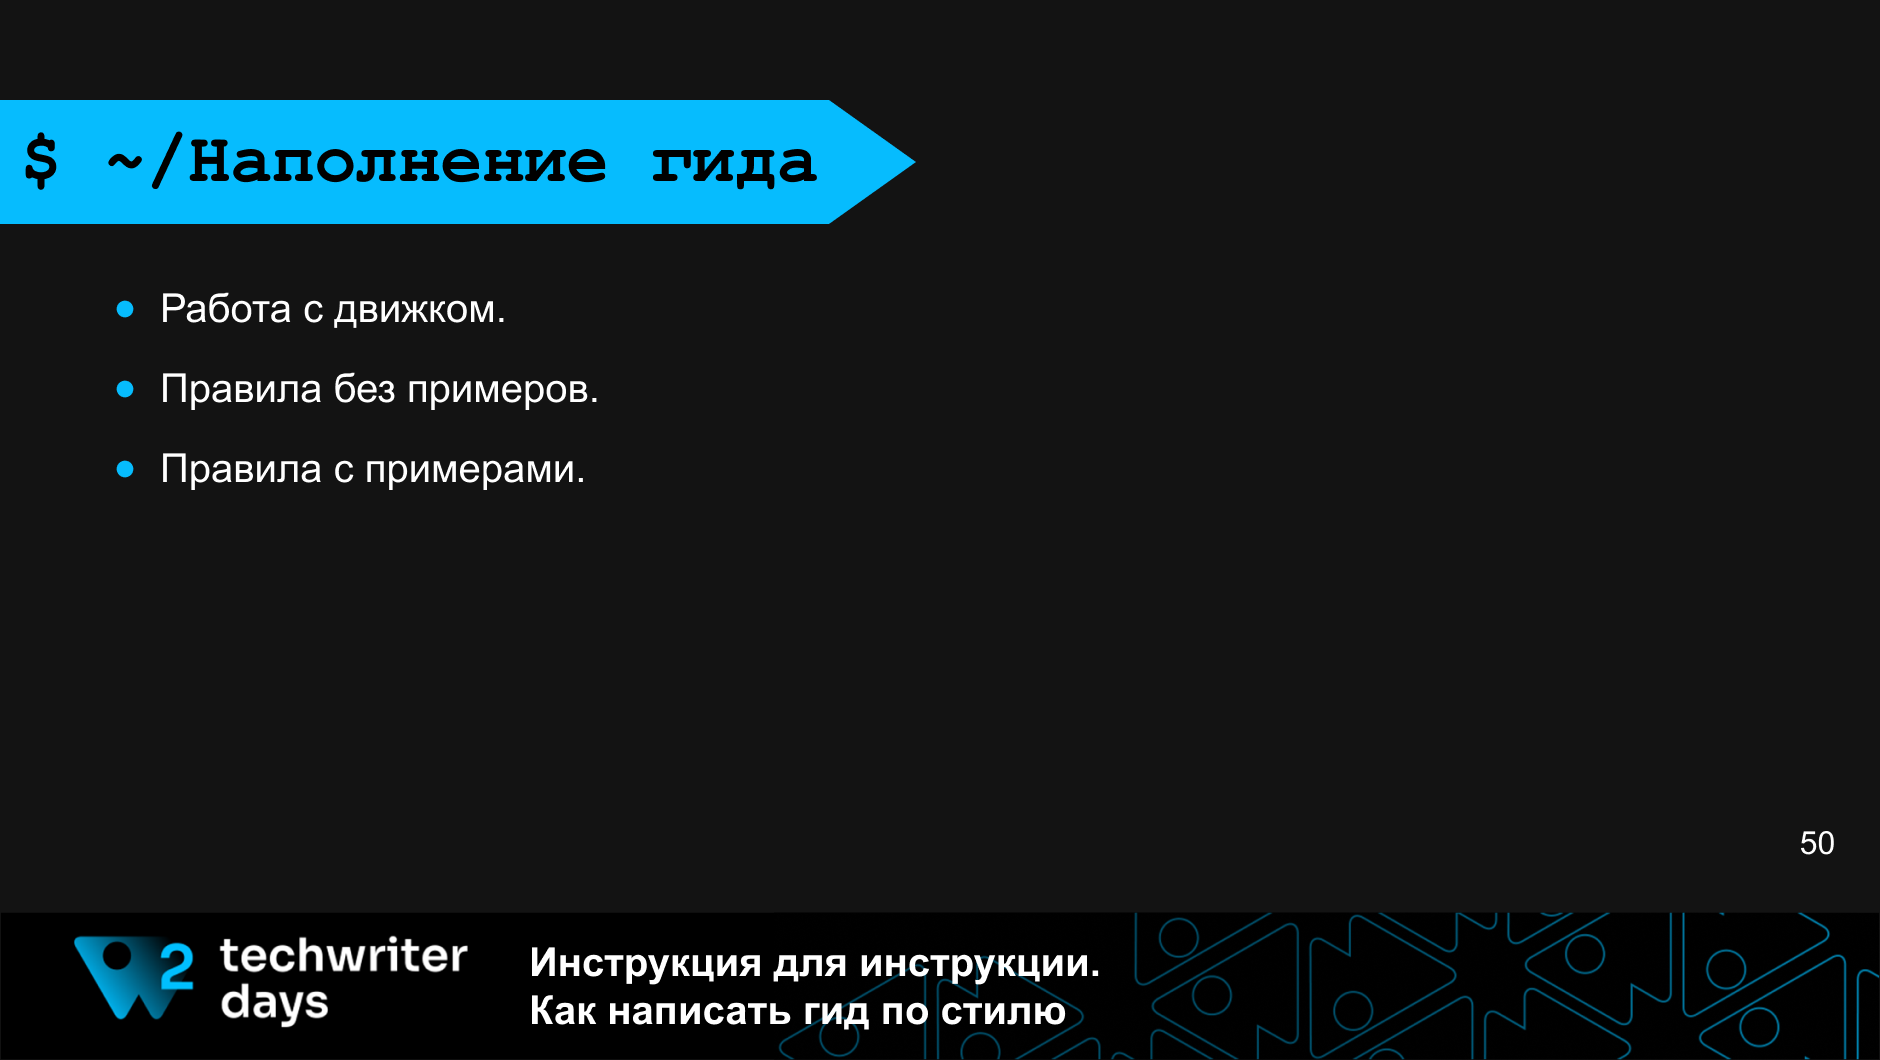 $ ~/Наполнение гида
Работа с движком.
Правила без примеров.
Правила с примерами.
50
2 techwriter
days
Инструкция для инструкции.
Как написать гид по стилю